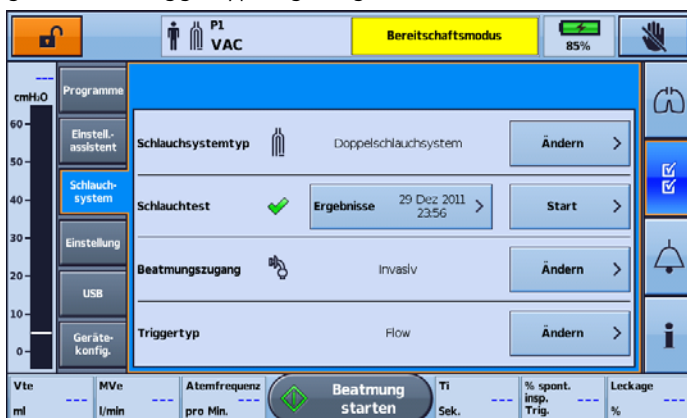 P1
VAC
Bereitschaftsmodus
85%
cmH₂O
---
60
50
40
30
20
10
0
Programme
Einstell.-
assistent
Schlauch-
system
Einstellung
USB
Geräte-
konfig.
Schlauchsystemtyp
Doppelschlauchsystem
Ändern
Schlauchtest
Ergebnisse
29 Dez 2011
23:56
Start
Beatmungszugang
Invasiv
Ändern
Triggertyp
Flow
Ändern
Vte
---
ml
MVe
---
l/min
Atemfrequenz
---
pro Min.
Beatmung
starten
Ti
---
Sek.
% spont.
insp.
Trig.
---
Leckage
---
%